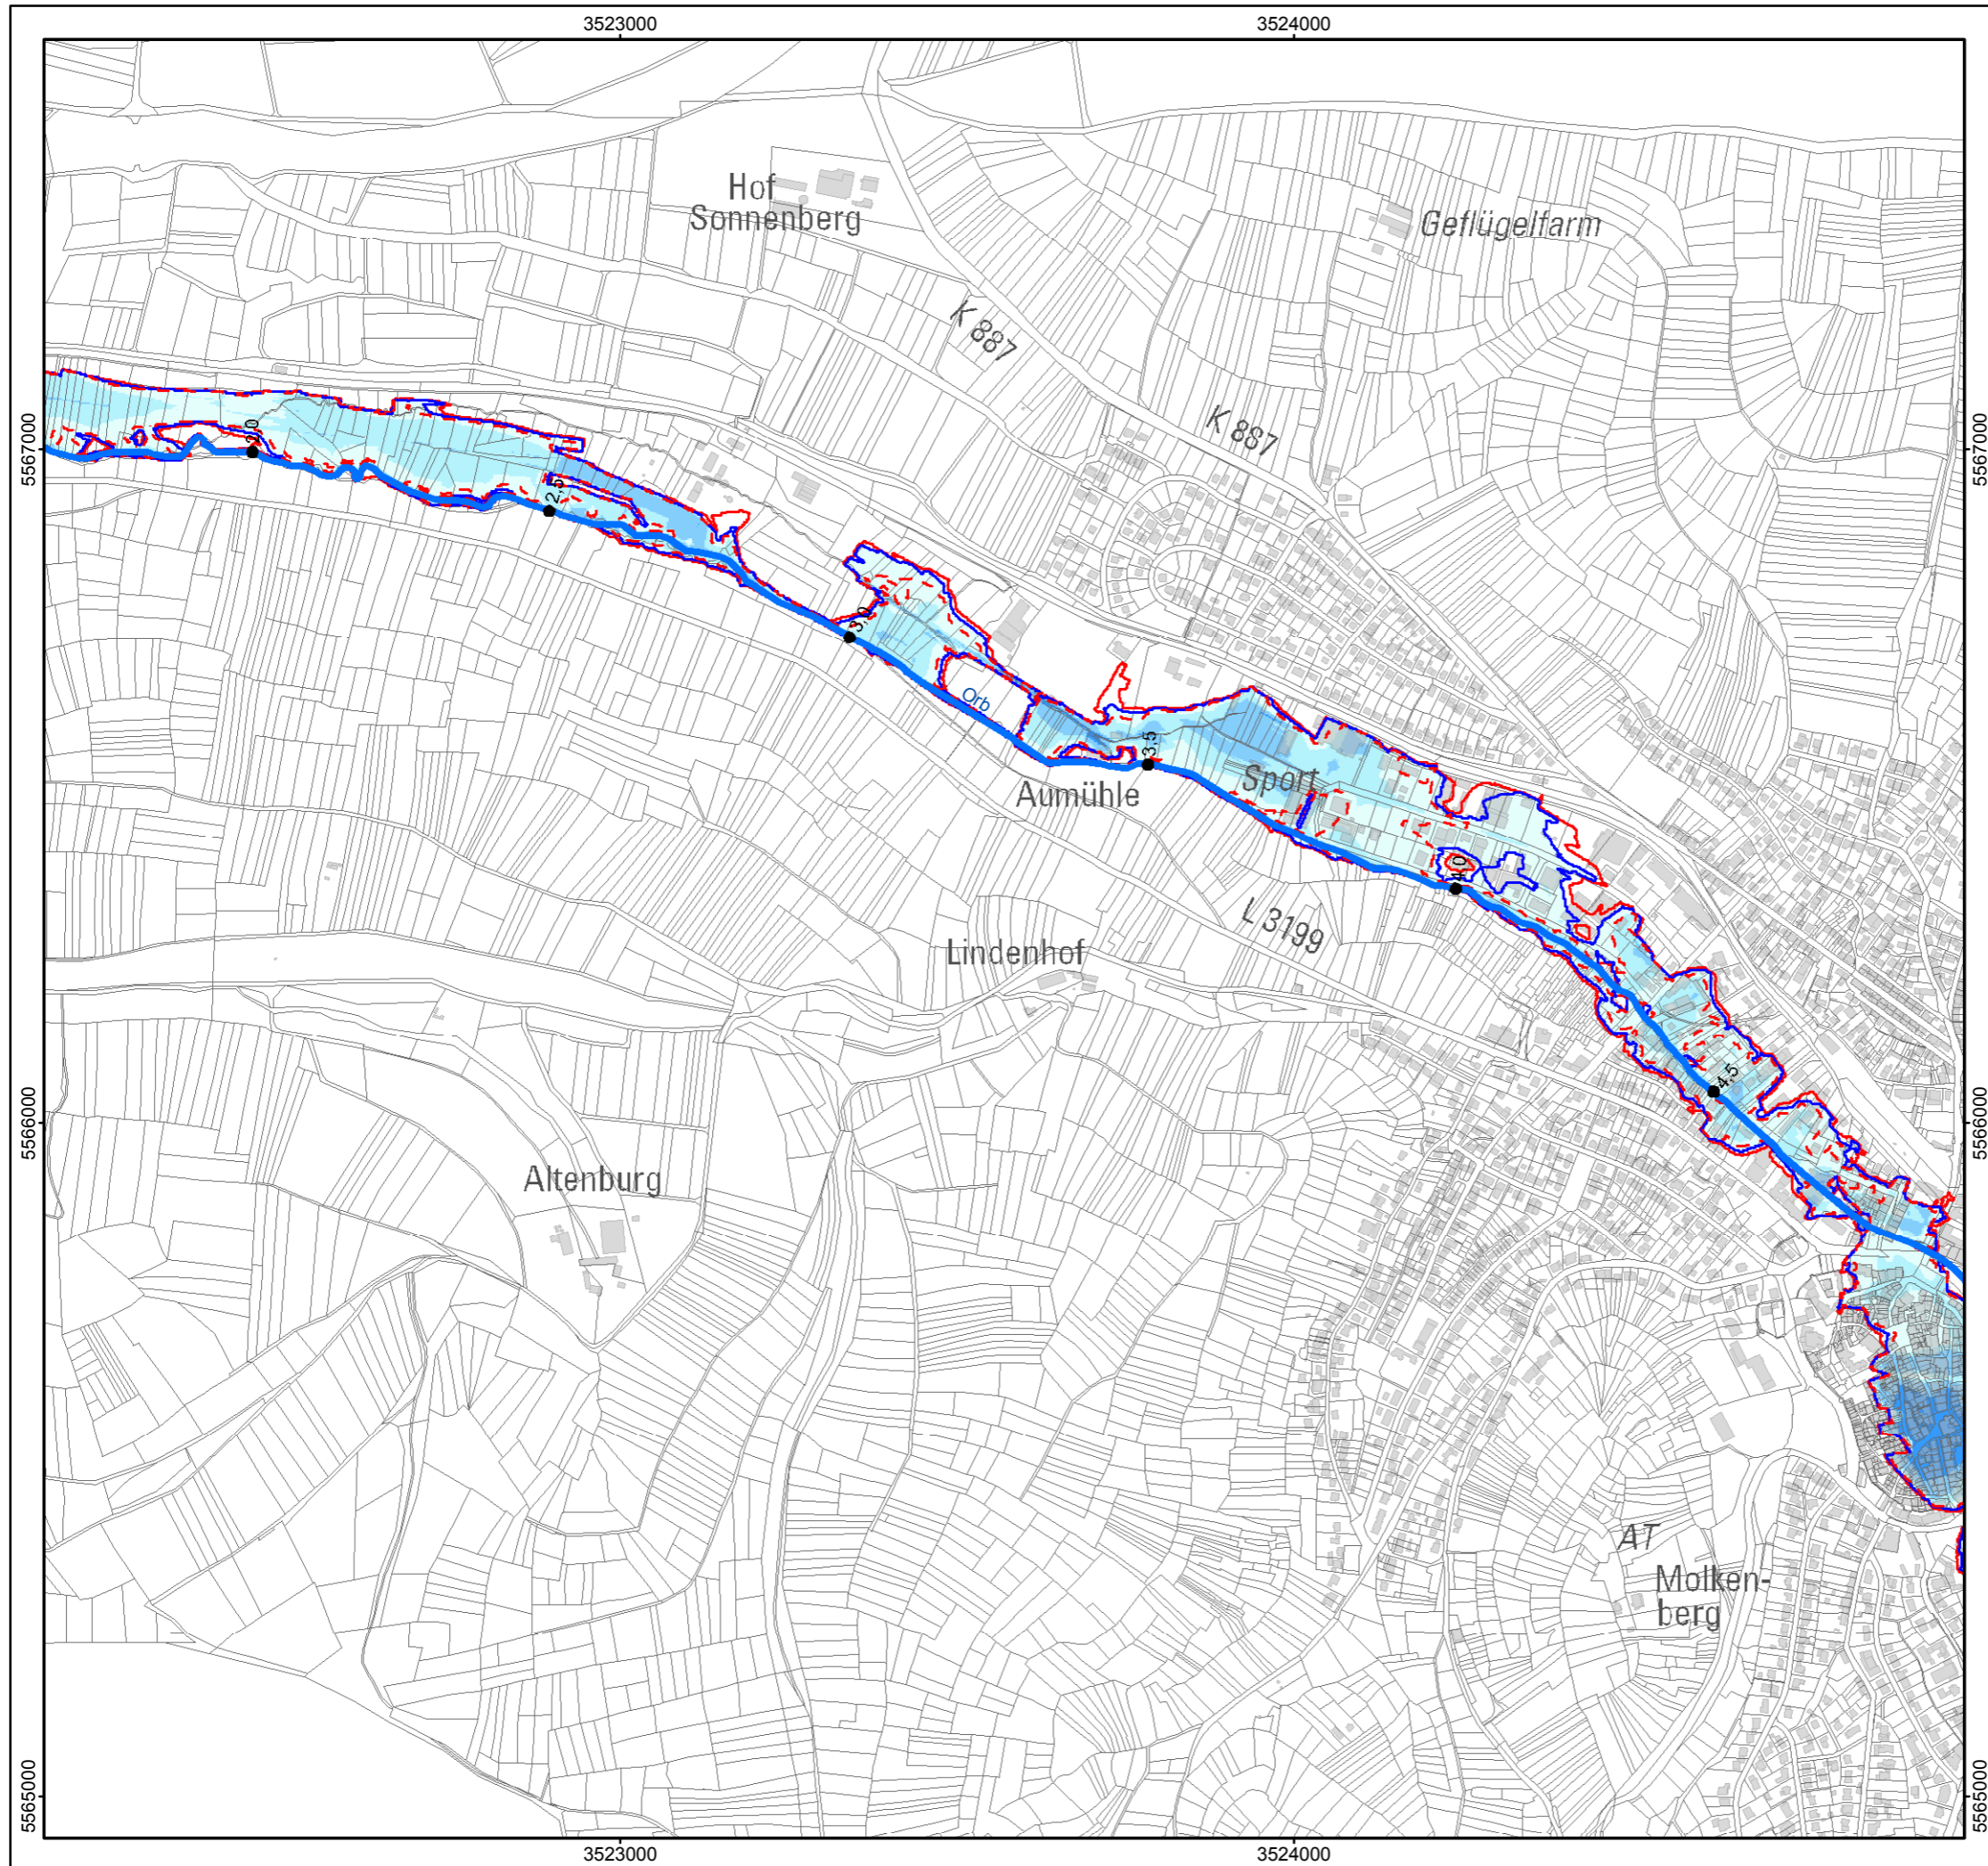 3523000
3524000
Hof
Sonnenberg
Geflügelfarm
K 887
K 887
5567000
5567000
2,0
2,5
3,0
Orb
3,5
Sport
Aumühle
4,0
L 3199
Lindenhof
4,5
5566000
5566000
Altenburg
AT
Molken-
berg
5565000
5565000
3523000
3524000